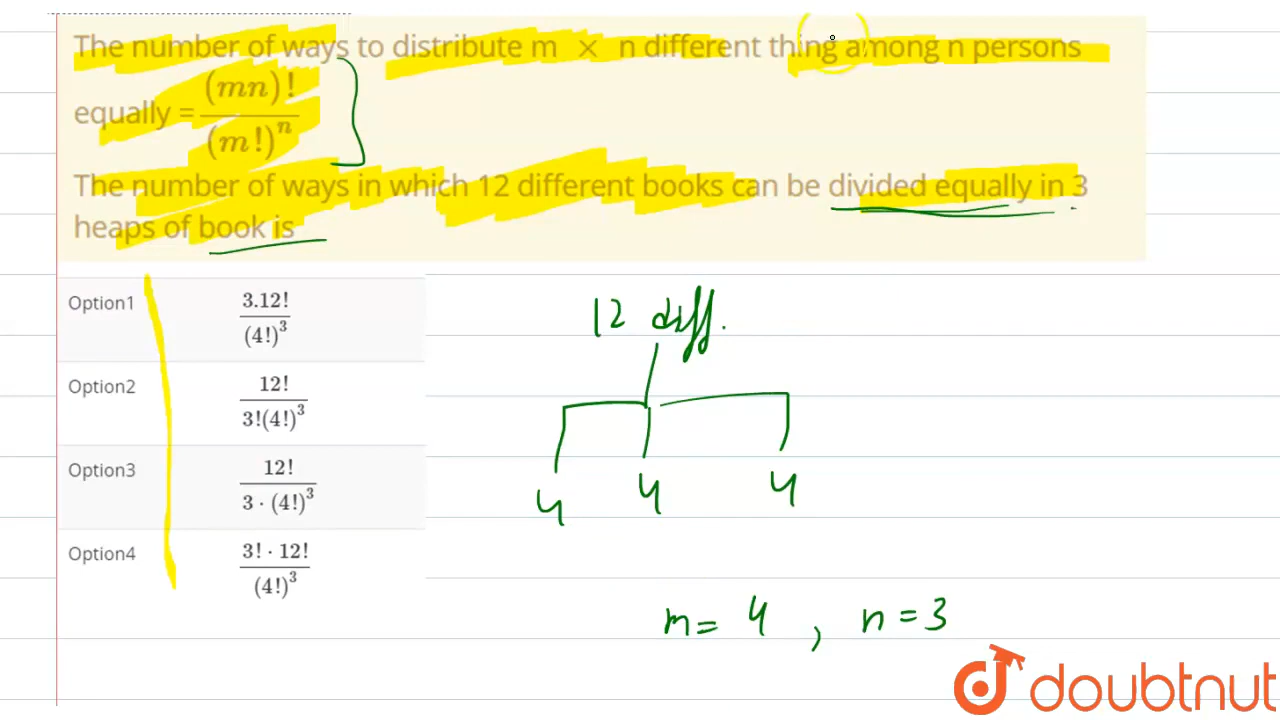 The number of ways to distribute m × n different thing among n persons
equally = (mn)! / (m!)^n
The number of ways in which 12 different books can be divided equally in 3
heaps of book is
Option1 3.12! / (4!)^3
Option2 12! / 3!(4!)^3
Option3 12! / 3 · (4!)^3
Option4 3! · 12! / (4!)^3
12 diff.
4 4 4
m = 4 , n = 3
doubtnut